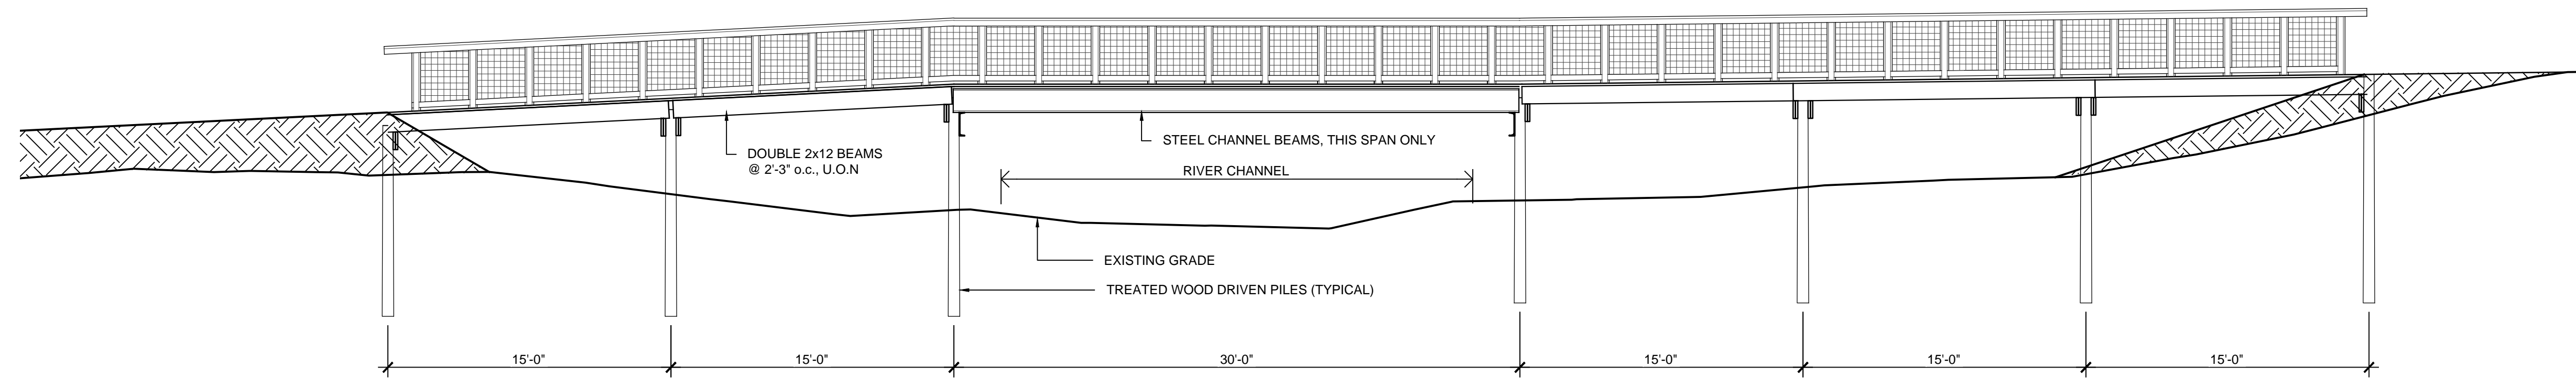 DOUBLE 2x12 BEAMS
@ 2'-3" o.c., U.O.N
STEEL CHANNEL BEAMS, THIS SPAN ONLY
RIVER CHANNEL
EXISTING GRADE
TREATED WOOD DRIVEN PILES (TYPICAL)
15'-0" 15'-0" 30'-0" 15'-0" 15'-0" 15'-0"